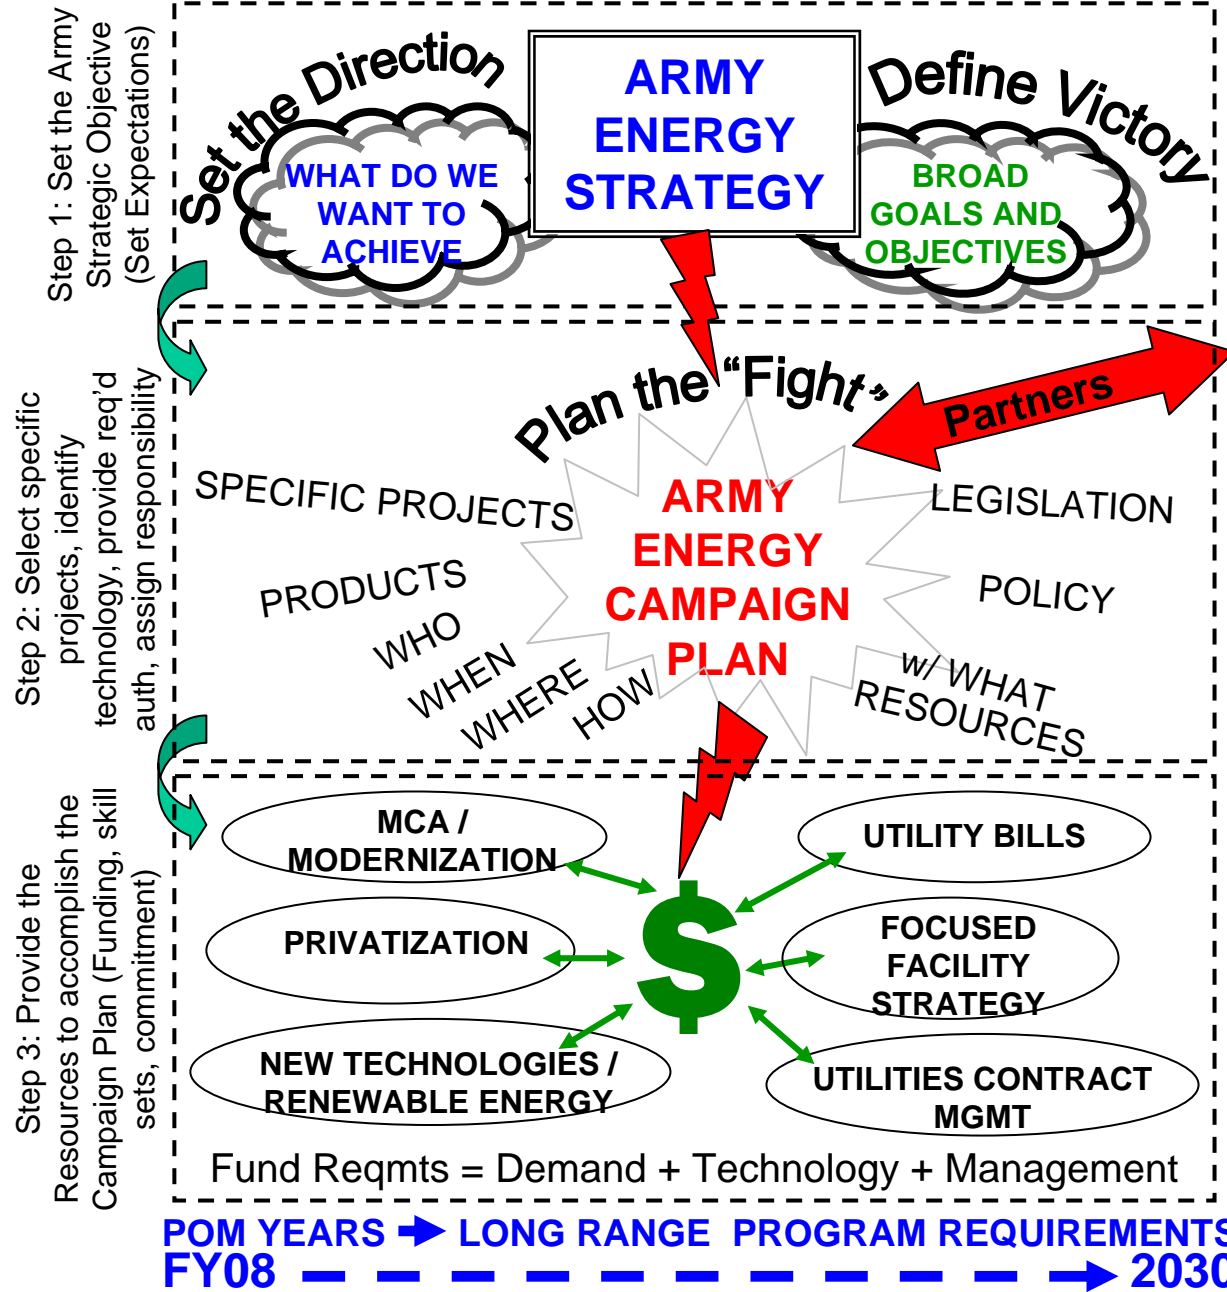 Step 1: Set the Army
Strategic Objective
(Set Expectations)
Set the Direction
WHAT DO WE
WANT TO
ACHIEVE
ARMY
ENERGY
STRATEGY
Define Victory
BROAD
GOALS AND
OBJECTIVES
Step 2: Select specific
projects, identify
technology, provide req'd
auth, assign responsibility
Plan the "Fight"
Partners
SPECIFIC PROJECTS
PRODUCTS
WHO
WHEN
WHERE
HOW
ARMY
ENERGY
CAMPAIGN
PLAN
LEGISLATION
POLICY
w/ WHAT
RESOURCES
Step 3: Provide the
Resources to accomplish the
Campaign Plan (Funding, skill
sets, commitment)
MCA /
MODERNIZATION
PRIVATIZATION
NEW TECHNOLOGIES /
RENEWABLE ENERGY
$
UTILITY BILLS
FOCUSED
FACILITY
STRATEGY
UTILITIES CONTRACT
MGMT
Fund Reqmts = Demand + Technology + Management
POM YEARS LONG RANGE PROGRAM REQUIREMENTS
FY08 2030